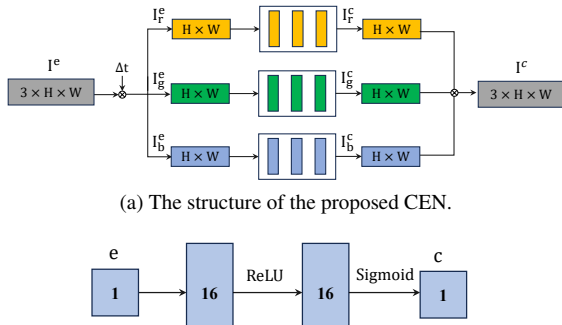 I_r^e I_r^c
H × W H × W
I^e Δt I_g^e I_g^c I^c
3 × H × W H × W H × W 3 × H × W
I_b^e I_b^c
H × W H × W
(a) The structure of the proposed CEN.
e c
1 16 ReLU 16 Sigmoid 1